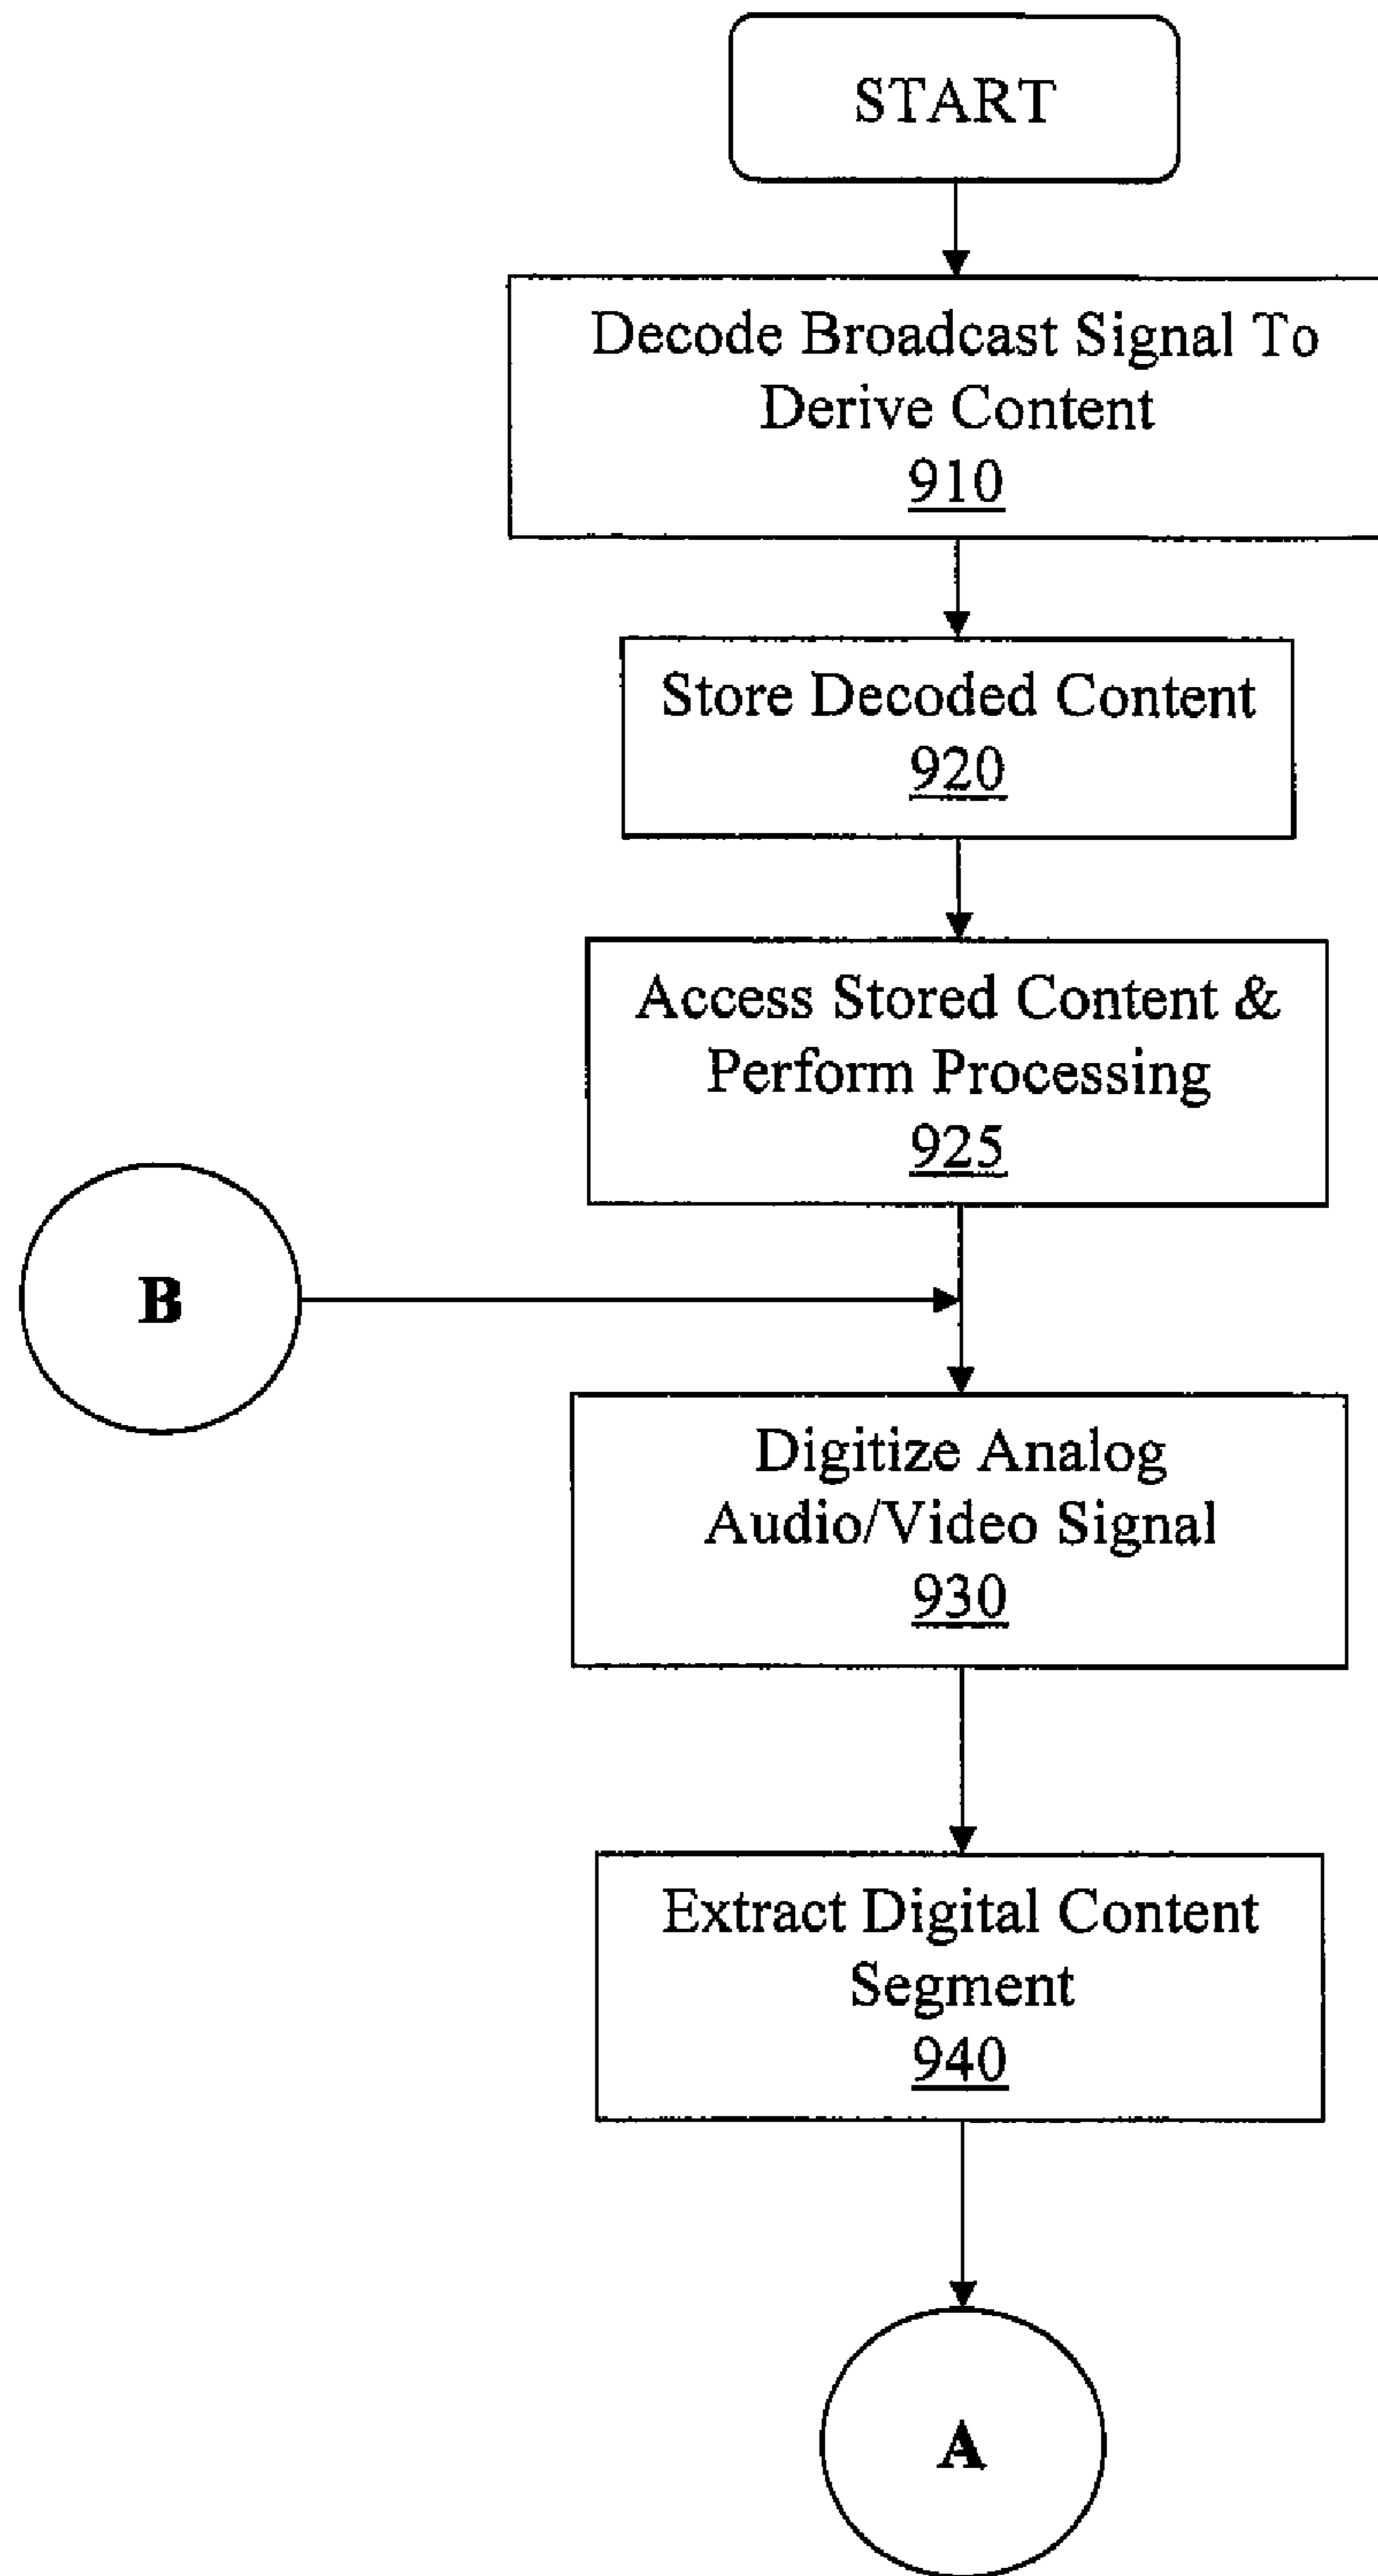 START
Decode Broadcast Signal To
Derive Content
910
Store Decoded Content
920
Access Stored Content &
Perform Processing
925
B
Digitize Analog
Audio/Video Signal
930
Extract Digital Content
Segment
940
A